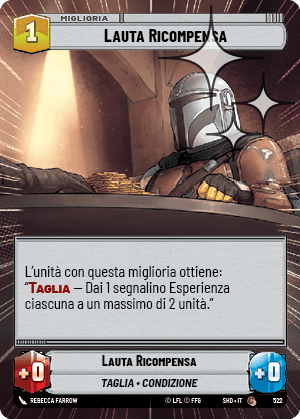 MIGLIORIA
1
LAUTA RICOMPENSA
L'unità con questa miglioria ottiene:
"TAGLIA – Dai 1 segnalino Esperienza
ciascuna a un massimo di 2 unità."
LAUTA RICOMPENSA
+0
+0
TAGLIA • CONDIZIONE
REBECCA FARROW
© LFL © FFG
SHD • IT
522